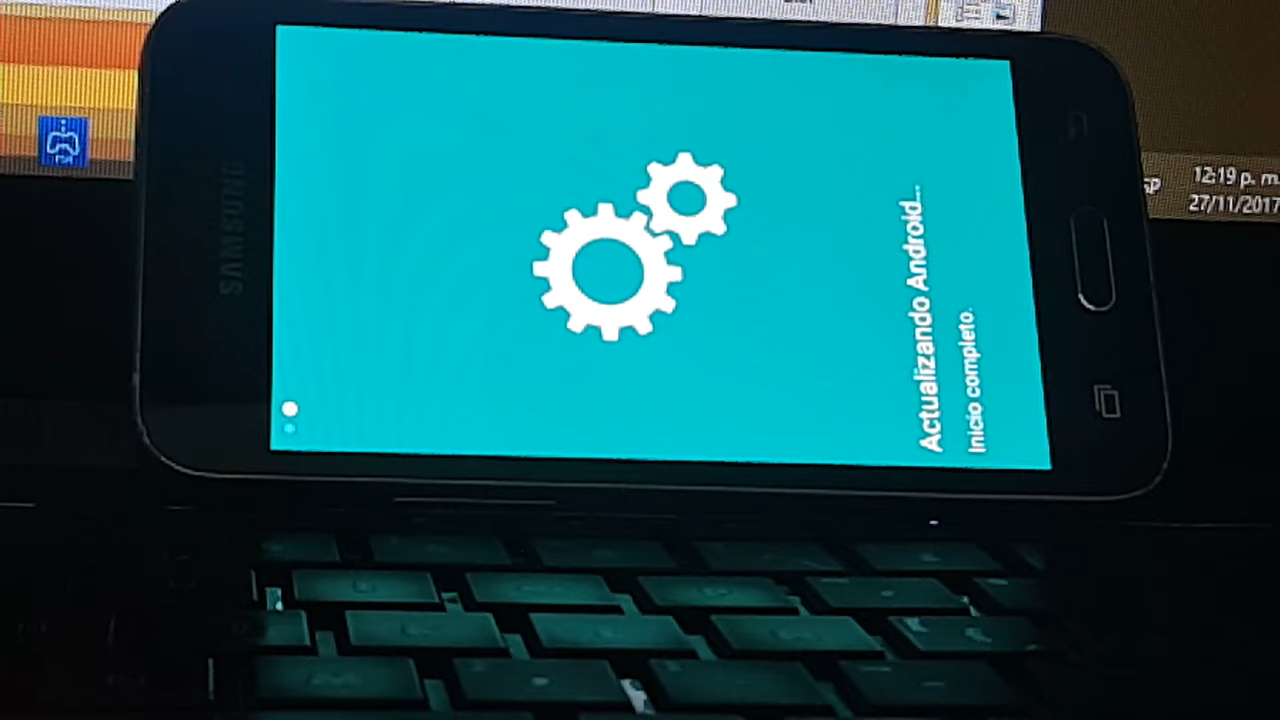 SAMSUNG
Actualizando Android...
Inicio completo.
12:19 p. m.
27/11/2017